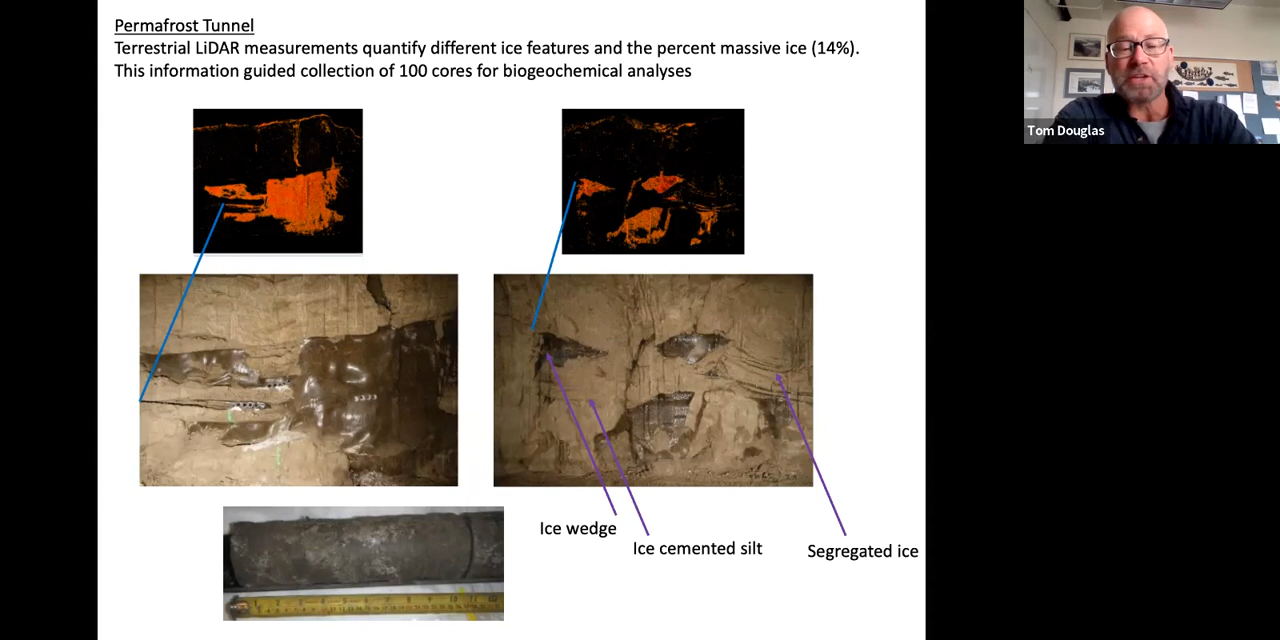 Permafrost Tunnel
Terrestrial LiDAR measurements quantify different ice features and the percent massive ice (14%).
This information guided collection of 100 cores for biogeochemical analyses
Tom Douglas
Ice wedge
Ice cemented silt
Segregated ice